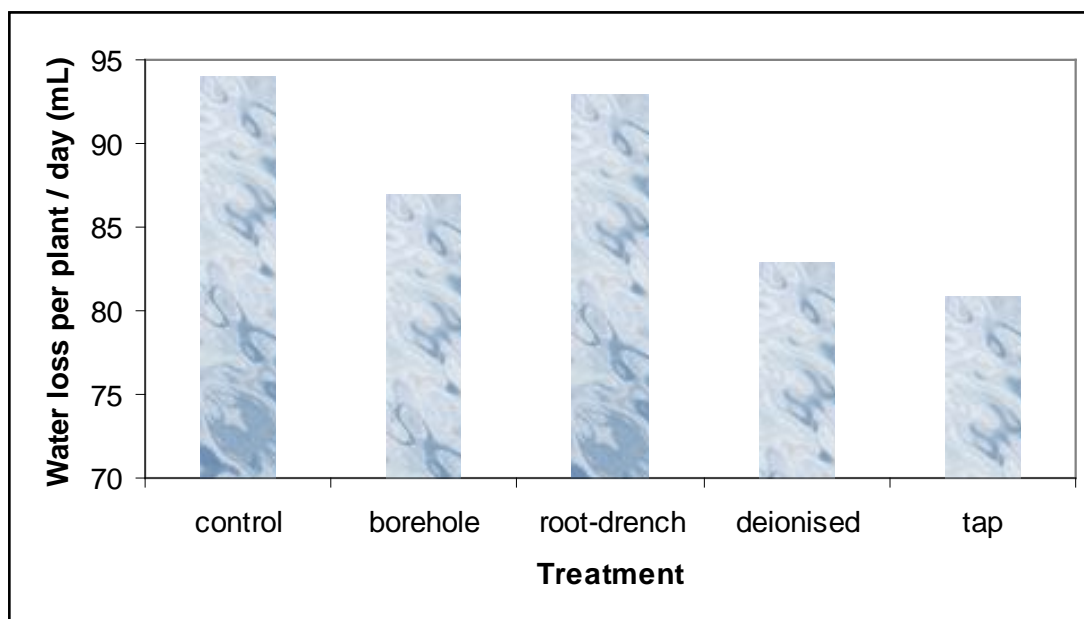 Water loss per plant / day (mL)
95
90
85
80
75
70
control borehole root-drench deionised tap
Treatment